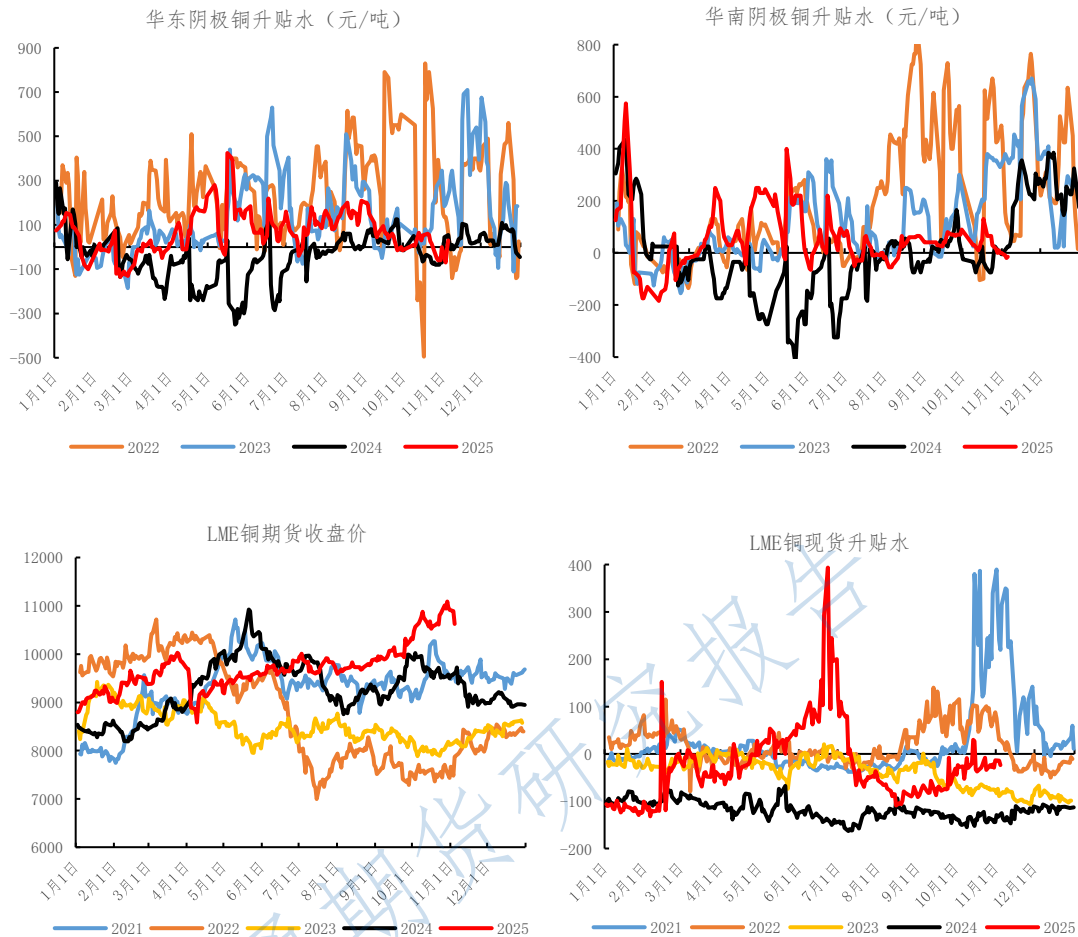 华东阴极铜升贴水（元/吨）
900
700
500
300
100
-100
-300
-500
1月1日
2月1日
3月1日
4月1日
5月1日
6月1日
7月1日
8月1日
9月1日
10月1日
11月1日
12月1日
2022
2023
2024
2025
华南阴极铜升贴水（元/吨）
800
600
400
200
0
-200
-400
1月1日
2月1日
3月1日
4月1日
5月1日
6月1日
7月1日
8月1日
9月1日
10月1日
11月1日
12月1日
2022
2023
2024
2025
LME铜期货收盘价
12000
11000
10000
9000
8000
7000
6000
1月1日
2月1日
3月1日
4月1日
5月1日
6月1日
7月1日
8月1日
9月1日
10月1日
11月1日
12月1日
2021
2022
2023
2024
2025
LME铜现货升贴水
400
300
200
100
0
-100
-200
1月1日
2月1日
3月1日
4月1日
5月1日
6月1日
7月1日
8月1日
9月1日
10月1日
11月1日
12月1日
2021
2022
2023
2024
2025
期货研究报告